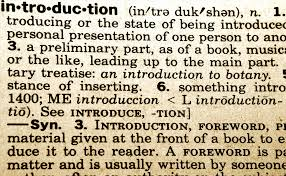 in•tro•duc•tion (in′trə duk′shən), n. 1.
troducing or the state of being introduced
personal presentation of one person to ano
3. a preliminary part, as of a book, music
or the like, leading up to the main part.
tary treatise: an introduction to botany. 5
stance of inserting. 6. something intro
1400; ME introduccion < L intrōductiōn-
tiō). See INTRODUCE, -TION]
—Syn. 3. INTRODUCTION, FOREWORD, P
material given at the front of a book to e
duce it to the reader. A FOREWORD is pa
matter and is usually written by someone